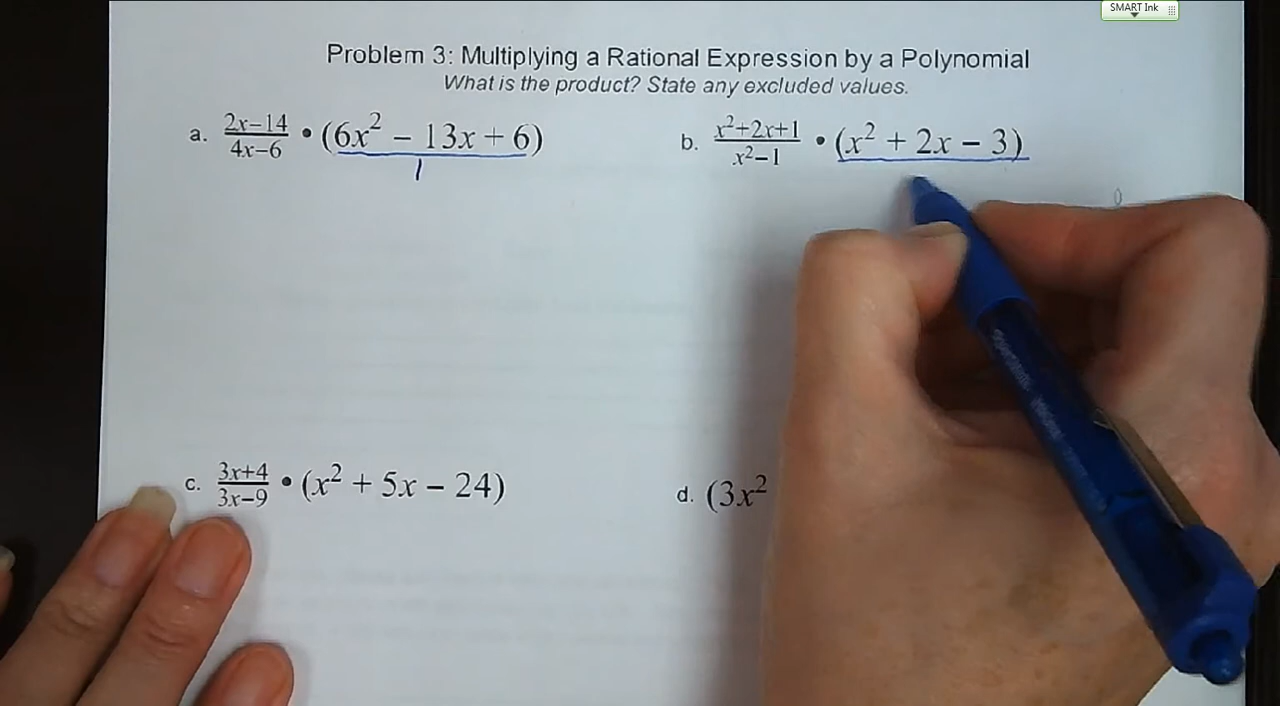 SMART Ink
Problem 3: Multiplying a Rational Expression by a Polynomial
What is the product? State any excluded values.
a. (2x−14)/(4x−6) • (6x² − 13x + 6)
1
b. (x²+2x+1)/(x²−1) • (x² + 2x − 3)
c. (3x+4)/(3x−9) • (x² + 5x − 24)
d. (3x²